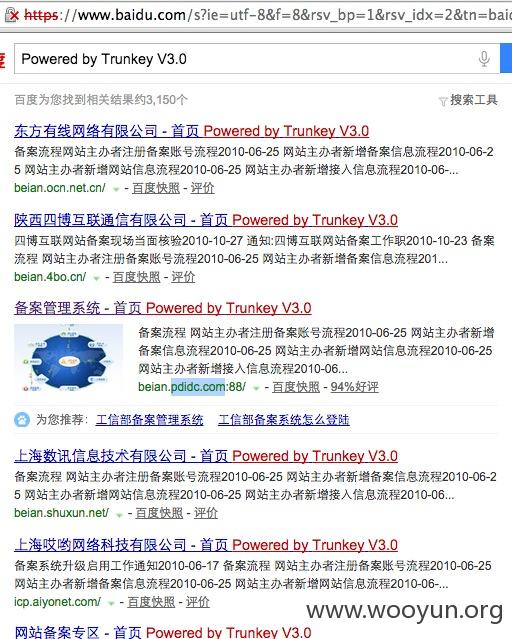 https://www.baidu.com/s?ie=utf-8&f=8&rsv_bp=1&rsv_idx=2&tn=baid
Powered by Trunkey V3.0
百度为您找到相关结果约3,150个 搜索工具
东方有线网络有限公司 - 首页 Powered by Trunkey V3.0
备案流程网站主办者注册备案账号流程2010-06-25 网站主办者新增备案信息流程2010-06-2
5 网站主办者新增网站信息流程2010-06-25 网站主办者新增接入信息流程2010-06-...
beian.ocn.net.cn/ - 百度快照 - 评价
陕西四博互联通信有限公司 - 首页 Powered by Trunkey V3.0
四博互联网站备案现场当面核验2010-10-27 通知:四博互联网站备案工作职2010-10-23 备案
流程 网站主办者注册备案账号流程2010-06-25 网站主办者新增备案信息流程201...
beian.4bo.cn/ - 百度快照 - 评价
备案管理系统 - 首页 Powered by Trunkey V3.0
备案流程 网站主办者注册备案账号流程2010-06-25 网站主办者新增
备案信息流程2010-06-25 网站主办者新增网站信息流程2010-06-25
网站主办者新增接入信息流程2010-06...
beian.pdidc.com:88/ - 百度快照 - 94%好评
为您推荐: 工信部备案管理系统 工信部备案系统怎么登陆
上海数讯信息技术有限公司 - 首页 Powered by Trunkey V3.0
备案流程 网站主办者注册备案账号流程2010-06-25 网站主办者新增备案信息流程2010-06-2
5 网站主办者新增网站信息流程2010-06-25 网站主办者新增接入信息流程2010-06...
beian.shuxun.net/ - 百度快照 - 评价
上海哎哟网络科技有限公司 - 首页 Powered by Trunkey V3.0
备案系统升级启用工作通知2010-06-17 备案流程 网站主办者注册备案账号流程2010-06-25
网站主办者新增备案信息流程2010-06-25 网站主办者新增网站信息流程2010-06-...
icp.aiyonet.com/ - 百度快照 - 评价
网站备案专区 - 首页 Powered by Trunkey V3.0
www.wooyun.org